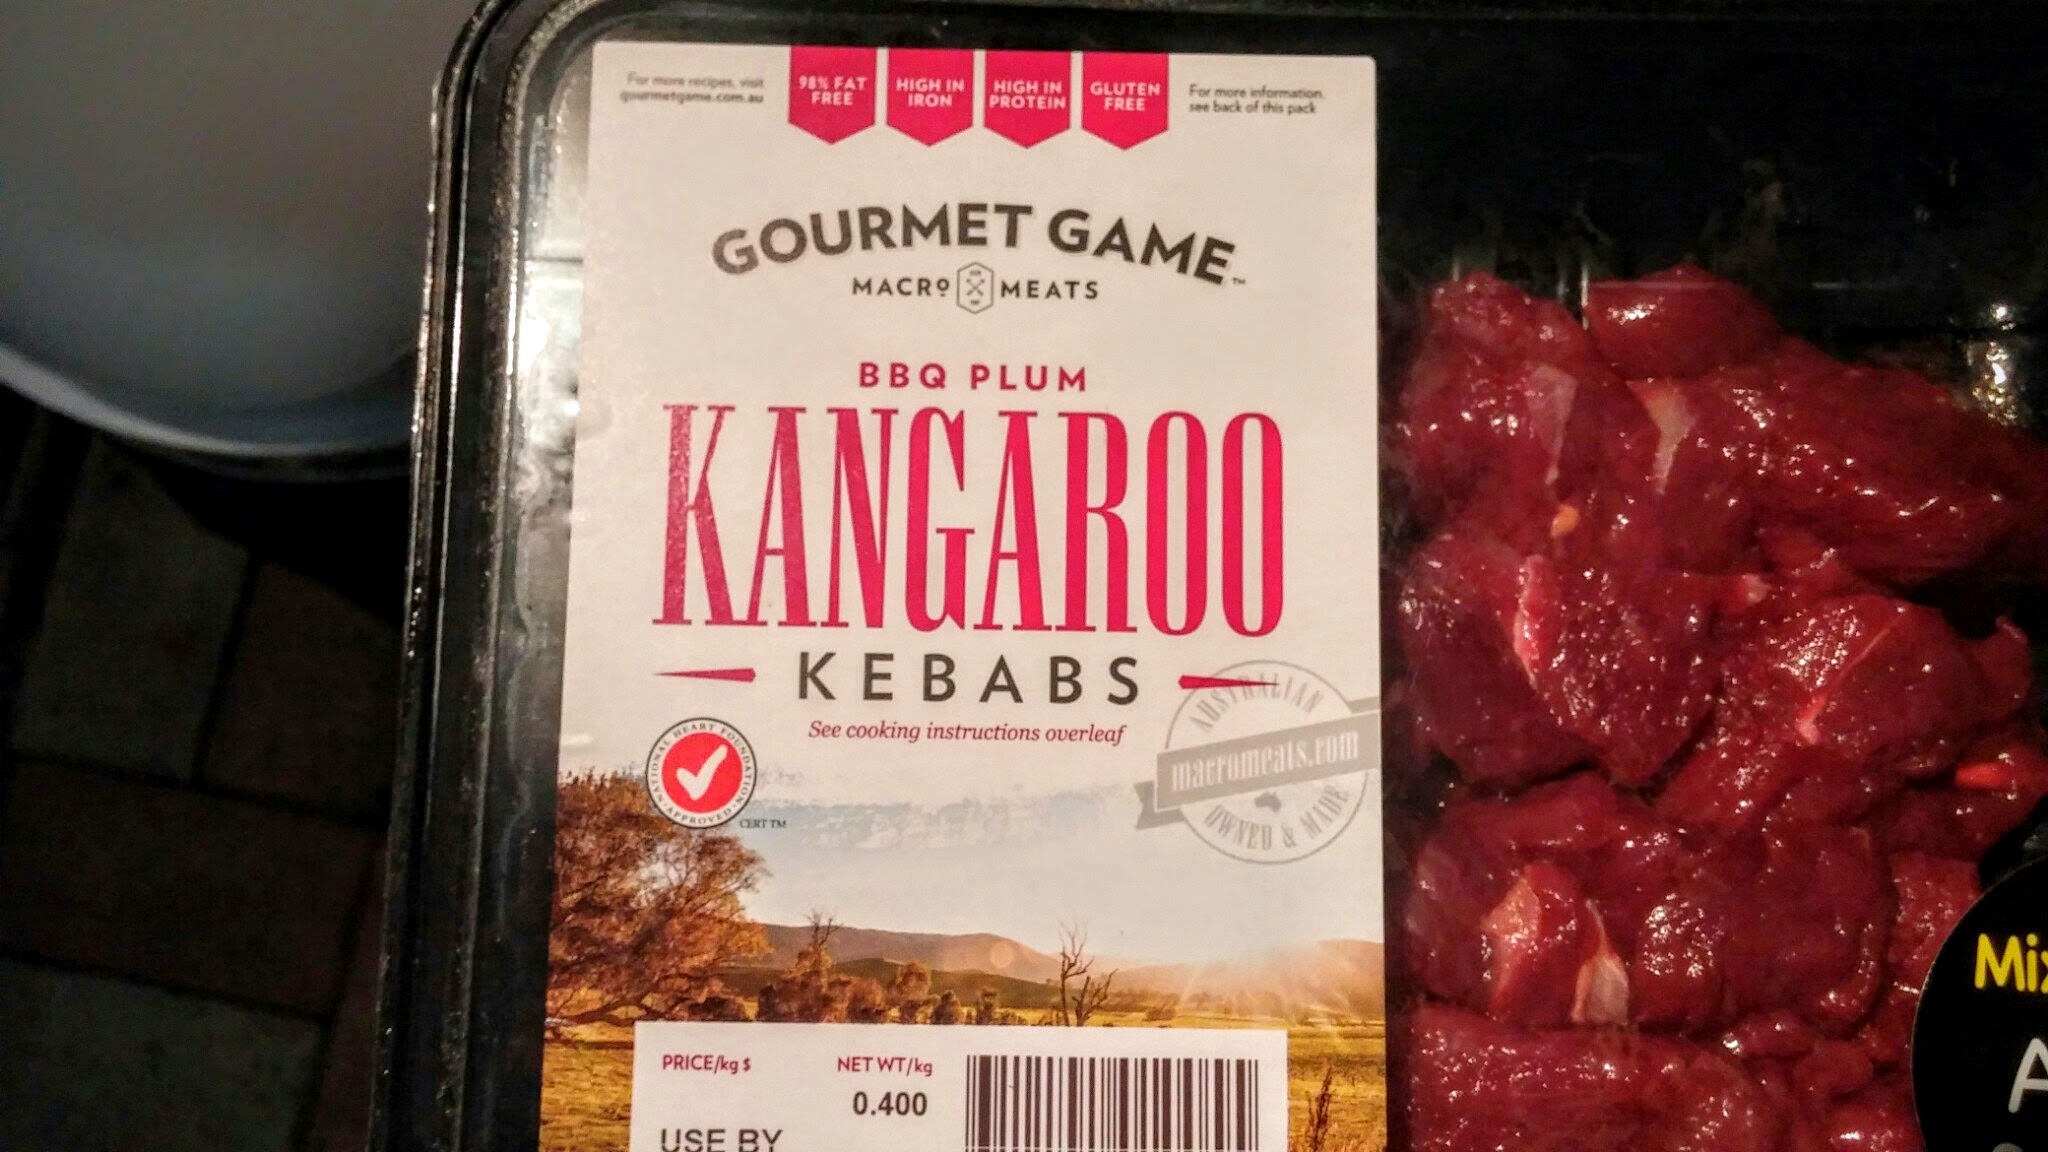 For more recipes, visit
gourmetgame.com.au
98% FAT
FREE
HIGH IN
IRON
HIGH IN
PROTEIN
GLUTEN
FREE
For more information,
see back of this pack
GOURMET GAME™
MACRO MEATS
BBQ PLUM
KANGAROO
KEBABS
See cooking instructions overleaf
NATIONAL HEART FOUNDATION
APPROVED
CERT TM
AUSTRALIAN
macromeats.com
OWNED & MADE
PRICE/kg $
NET WT/kg
0.400
USE BY